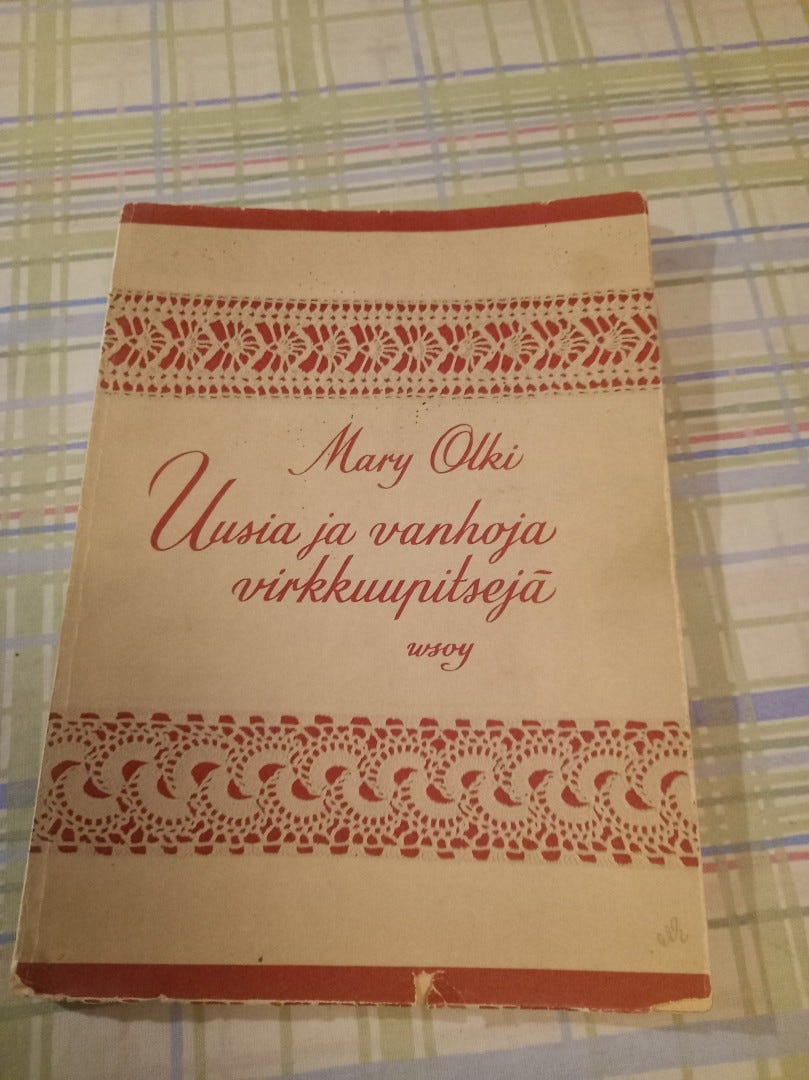 Mary Olki
Uusia ja vanhoja
virkkuupitsejä
wsoy